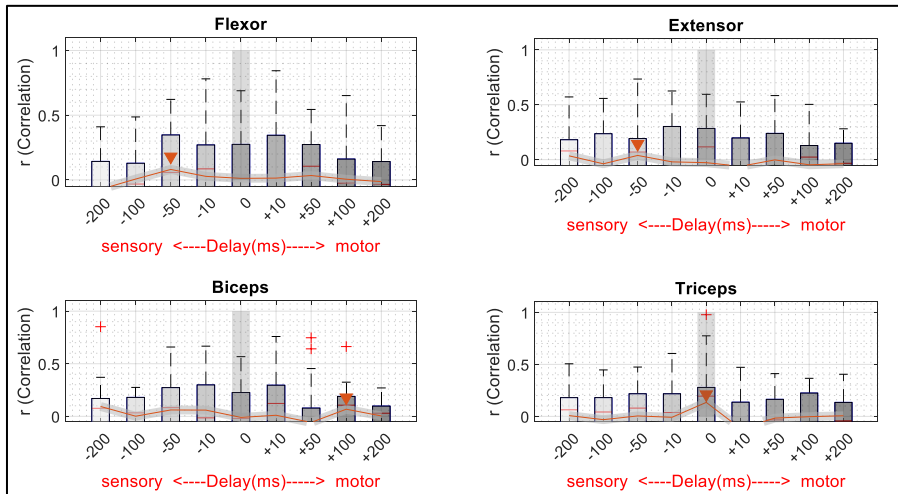 Flexor
r (Correlation)
1
0.5
0
-200 -100 -50 -10 0 +10 +50 +100 +200
sensory <----Delay(ms)-----> motor
Extensor
r (Correlation)
1
0.5
0
-200 -100 -50 -10 0 +10 +50 +100 +200
sensory <----Delay(ms)-----> motor
Biceps
r (Correlation)
1
0.5
0
-200 -100 -50 -10 0 +10 +50 +100 +200
sensory <----Delay(ms)-----> motor
Triceps
r (Correlation)
1
0.5
0
-200 -100 -50 -10 0 +10 +50 +100 +200
sensory <----Delay(ms)-----> motor